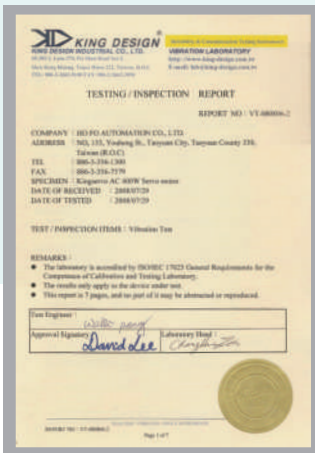 KING DESIGN®
KING DESIGN INDUSTRIAL CO., LTD.
VIBRATION LABORATORY
TESTING / INSPECTION REPORT
REPORT NO : VT-080806-2
COMPANY : HO PO AUTOMATION CO., LTD.
ADDRESS : NO, 135, Youheng St., Taoyuan City, Taoyuan County 330,
Taiwan (R.O.C)
TEL : 886-3-356-1300
FAX : 886-3-356-7579
SPECIMEN : Kingservo AC 400W Servo motor
DATE OF RECEIVED : 2008/07/29
DATE OF TESTED : 2008/07/29
TEST / INSPECTION ITEMS : Vibration Test
REMARKS :
● The laboratory is accredited by ISO/IEC 17025 General Requirements for the
Competence of Calibration and Testing Laboratory.
● The results only apply to the device under test.
● This report is 7 pages, and no part of it may be abstracted or reproduced.
Test Engineer :
Approval Signatory :
David Lee
Laboratory Head :
Page 1 of 7